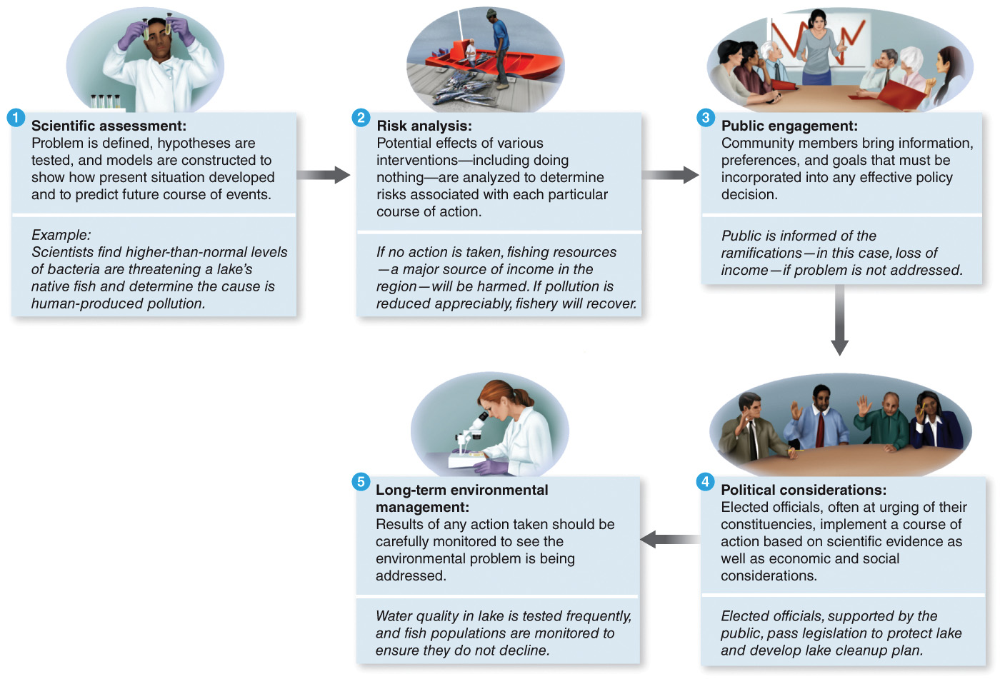 1
Scientific assessment:
Problem is defined, hypotheses are
tested, and models are constructed to
show how present situation developed
and to predict future course of events.
Example:
Scientists find higher-than-normal levels
of bacteria are threatening a lake's
native fish and determine the cause is
human-produced pollution.
2
Risk analysis:
Potential effects of various
interventions—including doing
nothing—are analyzed to determine
risks associated with each particular
course of action.
If no action is taken, fishing resources
—a major source of income in the
region—will be harmed. If pollution is
reduced appreciably, fishery will recover.
3
Public engagement:
Community members bring information,
preferences, and goals that must be
incorporated into any effective policy
decision.
Public is informed of the
ramifications—in this case, loss of
income—if problem is not addressed.
4
Political considerations:
Elected officials, often at urging of their
constituencies, implement a course of
action based on scientific evidence as
well as economic and social
considerations.
Elected officials, supported by the
public, pass legislation to protect lake
and develop lake cleanup plan.
5
Long-term environmental
management:
Results of any action taken should be
carefully monitored to see the
environmental problem is being
addressed.
Water quality in lake is tested frequently,
and fish populations are monitored to
ensure they do not decline.